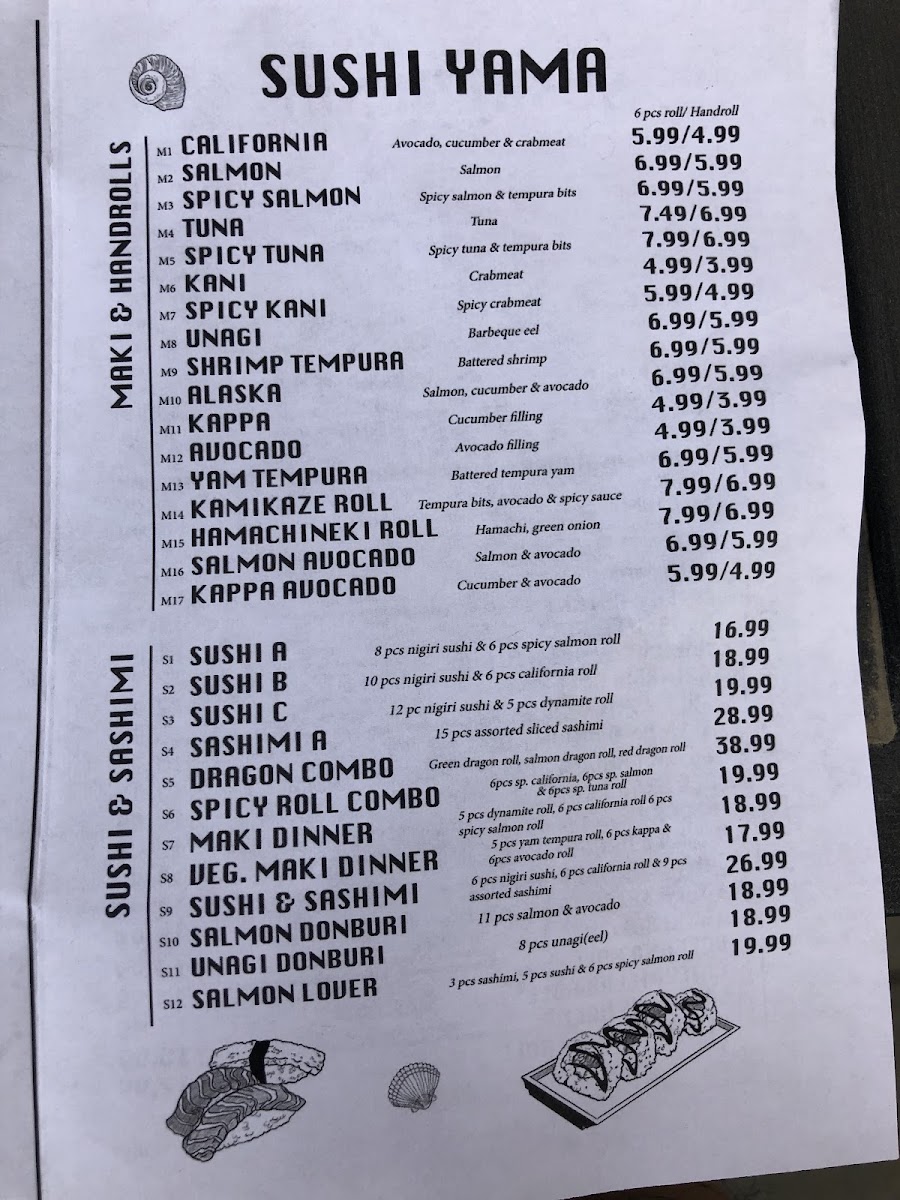 SUSHI YAMA
6 pcs roll/ Handroll
MAKI & HANDROLLS
M1 CALIFORNIA Avocado, cucumber & crabmeat 5.99/4.99
M2 SALMON Salmon 6.99/5.99
M3 SPICY SALMON Spicy salmon & tempura bits 6.99/5.99
M4 TUNA Tuna 7.49/6.99
M5 SPICY TUNA Spicy tuna & tempura bits 7.99/6.99
M6 KANI Crabmeat 4.99/3.99
M7 SPICY KANI Spicy crabmeat 5.99/4.99
M8 UNAGI Barbeque eel 6.99/5.99
M9 SHRIMP TEMPURA Battered shrimp 6.99/5.99
M10 ALASKA Salmon, cucumber & avocado 6.99/5.99
M11 KAPPA Cucumber filling 4.99/3.99
M12 AVOCADO Avocado filling 4.99/3.99
M13 YAM TEMPURA Battered tempura yam 6.99/5.99
M14 KAMIKAZE ROLL Tempura bits, avocado & spicy sauce 7.99/6.99
M15 HAMACHINEKI ROLL Hamachi, green onion 7.99/6.99
M16 SALMON AVOCADO Salmon & avocado 6.99/5.99
M17 KAPPA AVOCADO Cucumber & avocado 5.99/4.99
SUSHI & SASHIMI
S1 SUSHI A 8 pcs nigiri sushi & 6 pcs spicy salmon roll 16.99
S2 SUSHI B 10 pcs nigiri sushi & 6 pcs california roll 18.99
S3 SUSHI C 12 pc nigiri sushi & 5 pcs dynamite roll 19.99
S4 SASHIMI A 15 pcs assorted sliced sashimi 28.99
S5 DRAGON COMBO Green dragon roll, salmon dragon roll, red dragon roll 38.99
S6 SPICY ROLL COMBO 6pcs sp. california, 6pcs sp. salmon
& 6pcs sp. tuna roll 19.99
S7 MAKI DINNER 5 pcs dynamite roll, 6 pcs california roll 6 pcs
spicy salmon roll 18.99
S8 VEG. MAKI DINNER 5 pcs yam tempura roll, 6 pcs kappa &
6pcs avocado roll 17.99
S9 SUSHI & SASHIMI 6 pcs nigiri sushi, 6 pcs california roll & 9 pcs
assorted sashimi 26.99
S10 SALMON DONBURI 11 pcs salmon & avocado 18.99
S11 UNAGI DONBURI 8 pcs unagi(eel) 18.99
S12 SALMON LOVER 3 pcs sashimi, 5 pcs sushi & 6 pcs spicy salmon roll 19.99